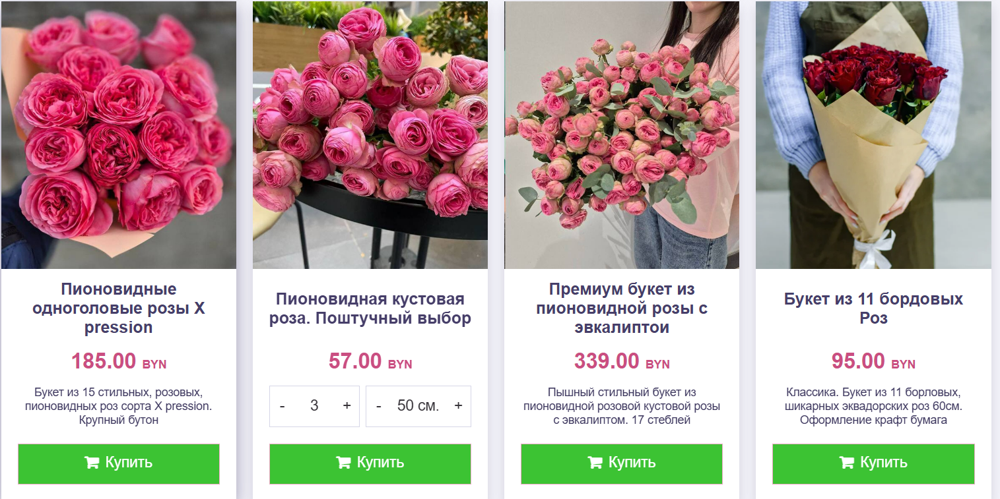 Пионовидные
одноголовые розы X
pression
185.00 BYN
Букет из 15 стильных, розовых,
пионовидных роз сорта X pression.
Крупный бутон
Купить
Пионовидная кустовая
роза. Поштучный выбор
57.00 BYN
- 3 +
- 50 см. +
Купить
Премиум букет из
пионовидной розы с
эвкалиптои
339.00 BYN
Пышный стильный букет из
пионовидной розовой кустовой розы
с эвкалиптом. 17 стеблей
Купить
Букет из 11 бордовых
Роз
95.00 BYN
Классика. Букет из 11 борловых,
шикарных эквадорских роз 60см.
Оформление крафт бумага
Купить